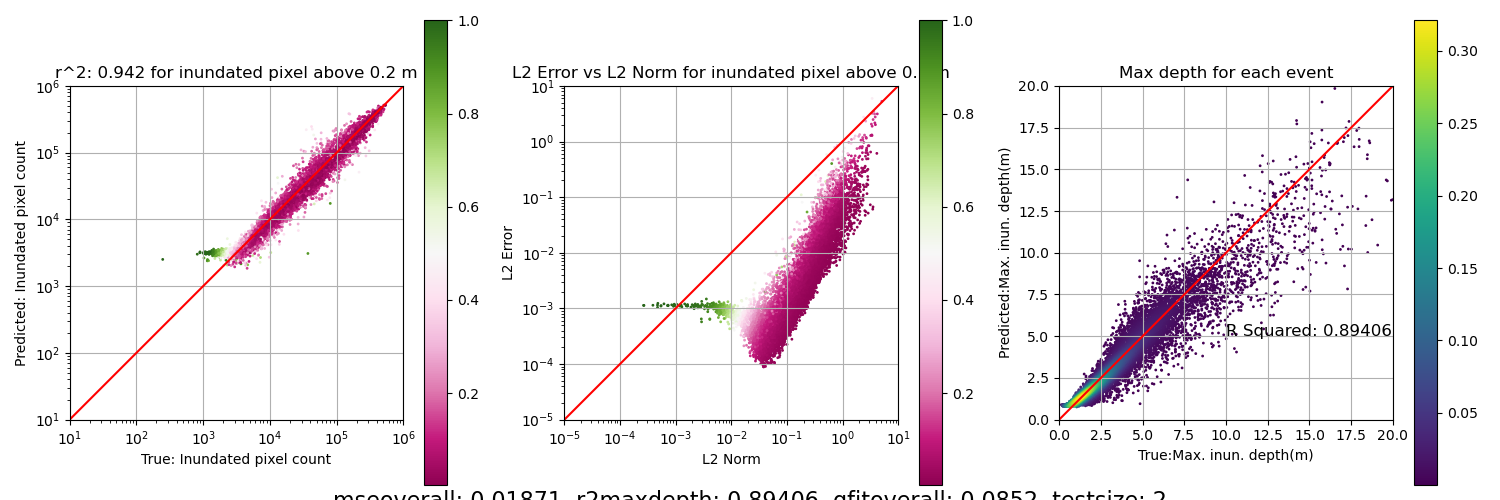 r^2: 0.942 for inundated pixel above 0.2 m
Predicted: Inundated pixel count
10^6
10^5
10^4
10^3
10^2
10^1
10^1 10^2 10^3 10^4 10^5 10^6
True: Inundated pixel count
1.0
0.8
0.6
0.4
0.2
L2 Error vs L2 Norm for inundated pixel above 0. m
L2 Error
10^1
10^0
10^-1
10^-2
10^-3
10^-4
10^-5
10^-5 10^-4 10^-3 10^-2 10^-1 10^0 10^1
L2 Norm
1.0
0.8
0.6
0.4
0.2
Max depth for each event
Predicted:Max. inun. depth(m)
20.0
17.5
15.0
12.5
10.0
7.5
5.0
2.5
0.0
R Squared: 0.89406
0.0 2.5 5.0 7.5 10.0 12.5 15.0 17.5 20.0
True:Max. inun. depth(m)
0.30
0.25
0.20
0.15
0.10
0.05
mseoverall: 0.01871, r2maxdepth: 0.89406, gfitoverall: 0.0852, testsize: 2